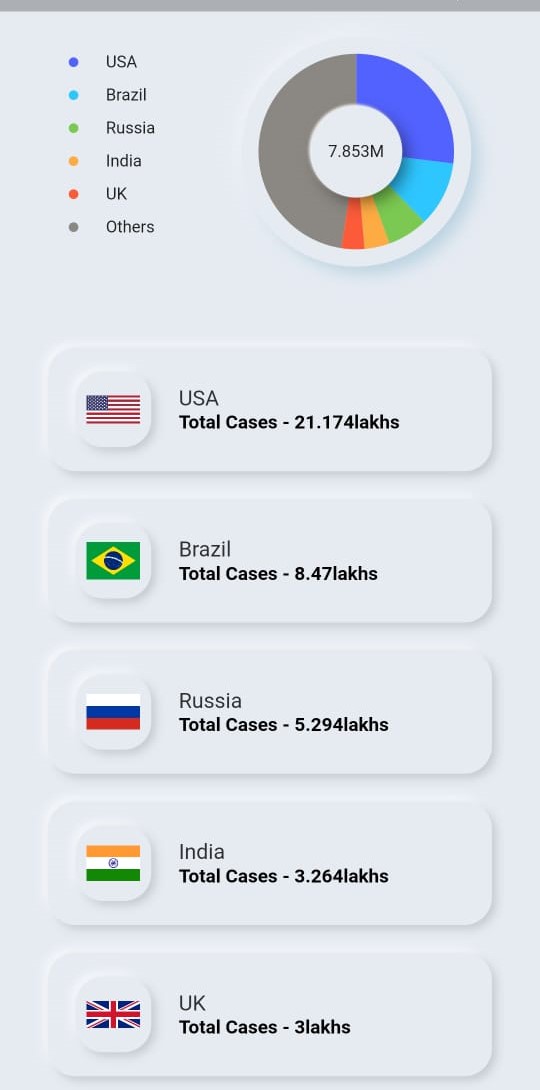 USA
Brazil
Russia
India
UK
Others
7.853M
USA
Total Cases - 21.174lakhs
Brazil
Total Cases - 8.47lakhs
Russia
Total Cases - 5.294lakhs
India
Total Cases - 3.264lakhs
UK
Total Cases - 3lakhs